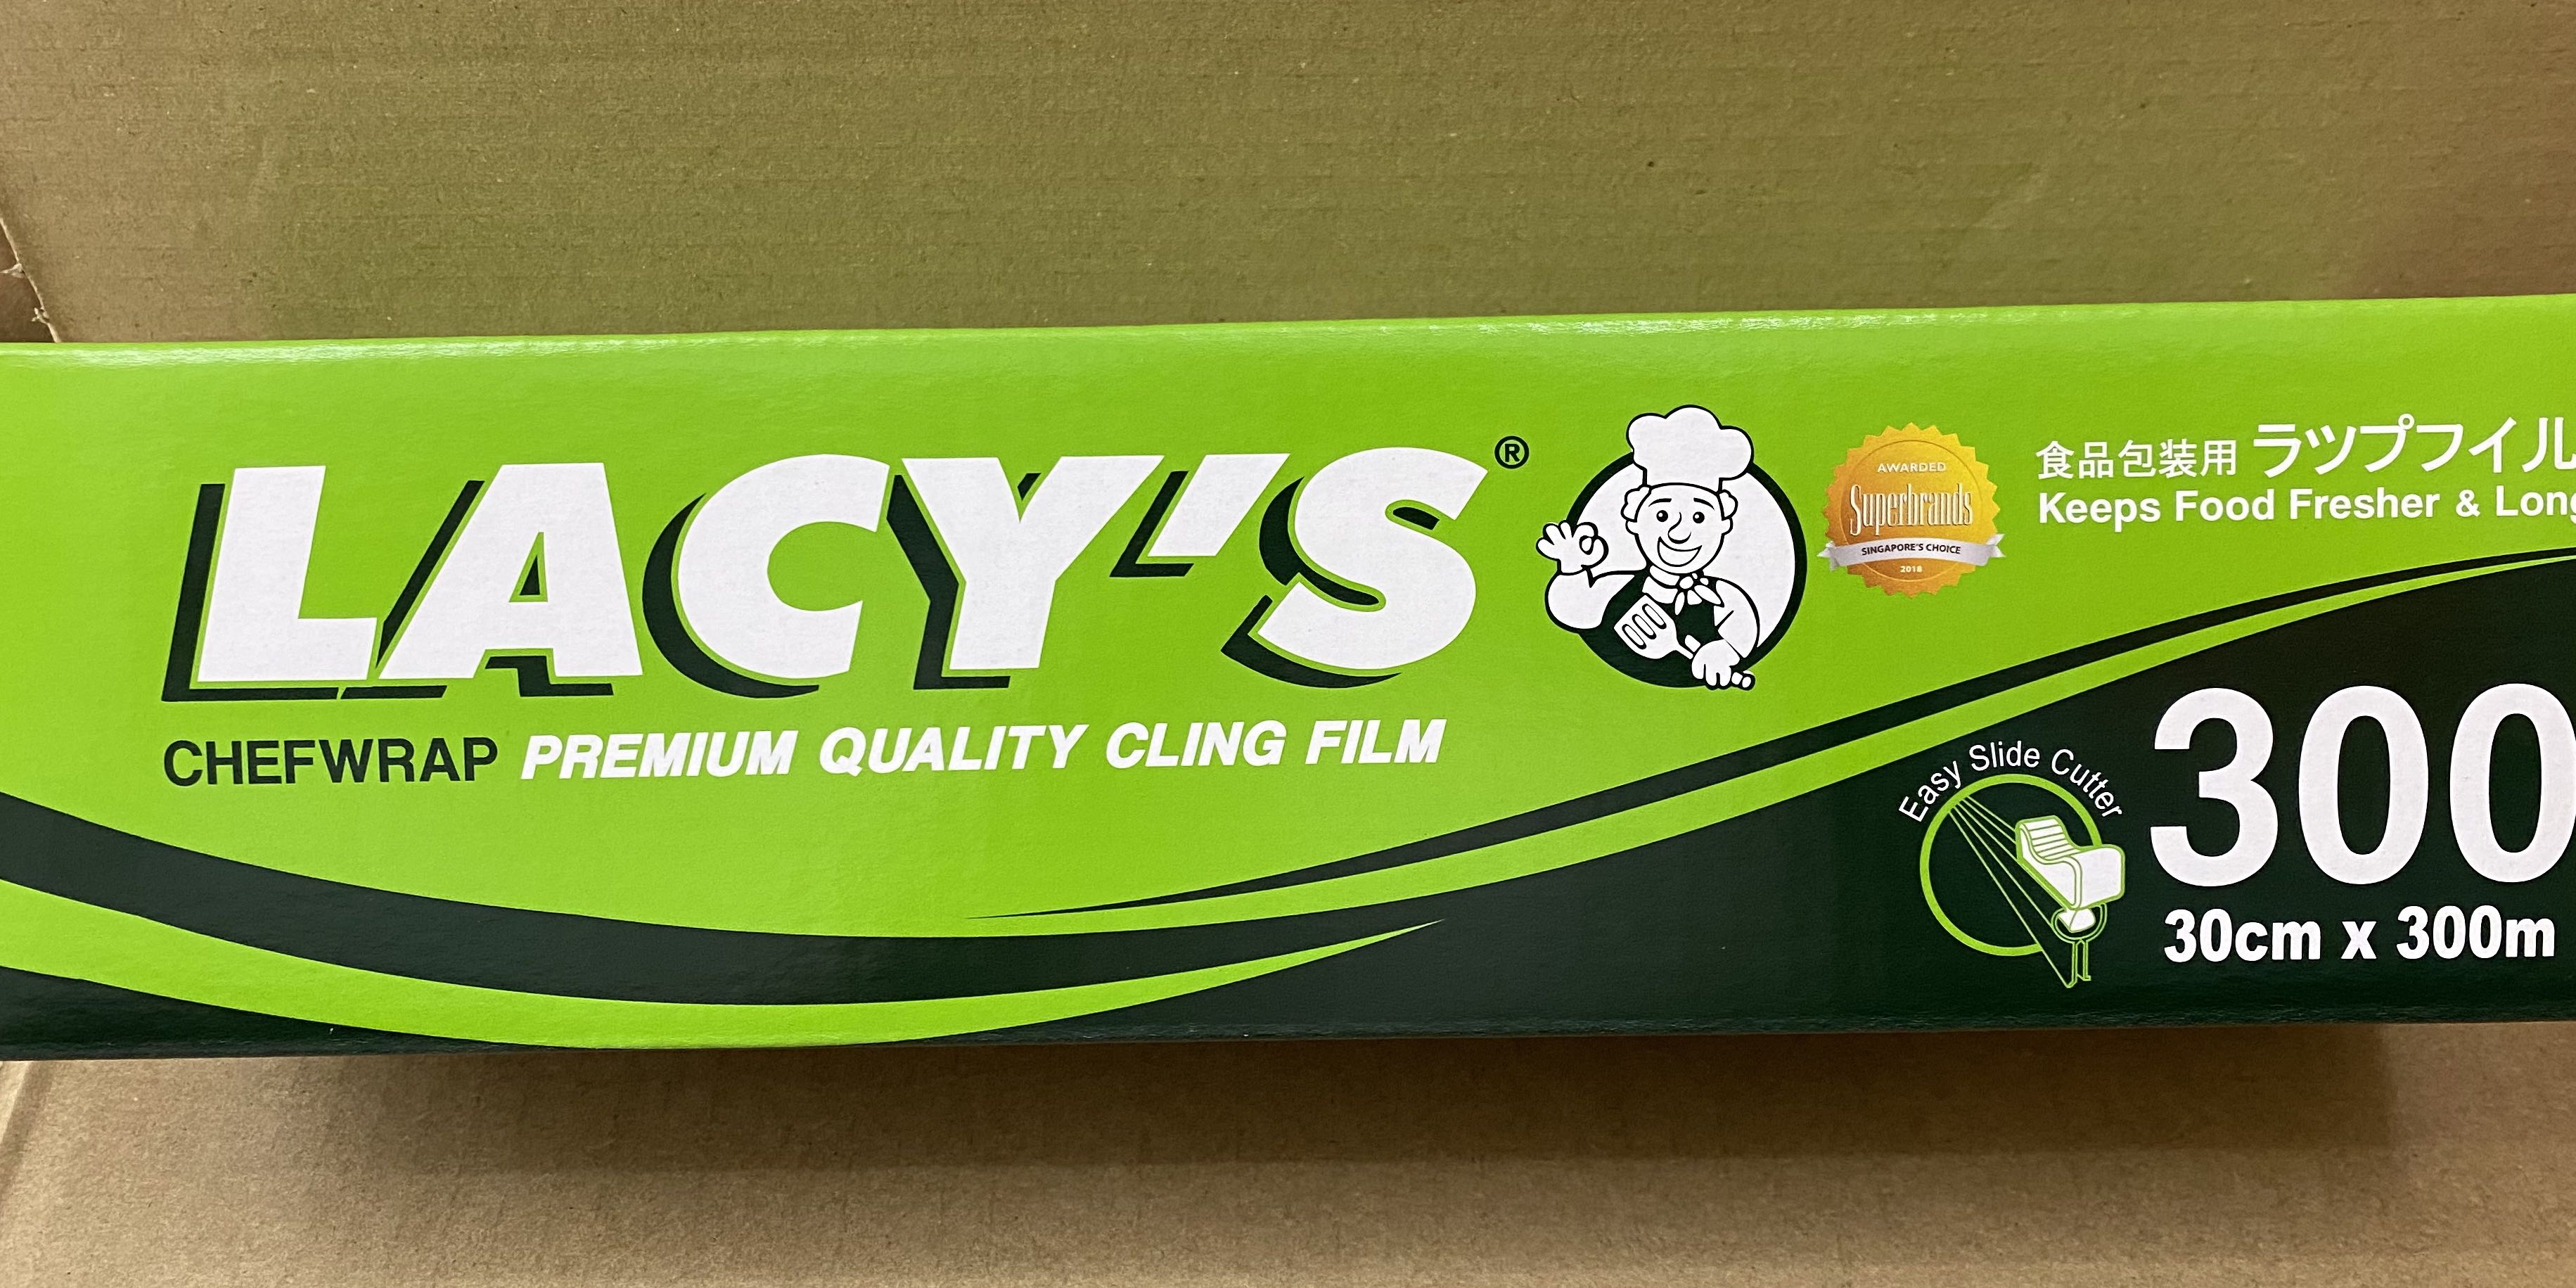 LACY'S®
CHEFWRAP PREMIUM QUALITY CLING FILM
AWARDED
Superbrands
SINGAPORE'S CHOICE
2018
食品包装用 ラツプフイル
Keeps Food Fresher & Long
Easy Slide Cutter
300
30cm x 300m